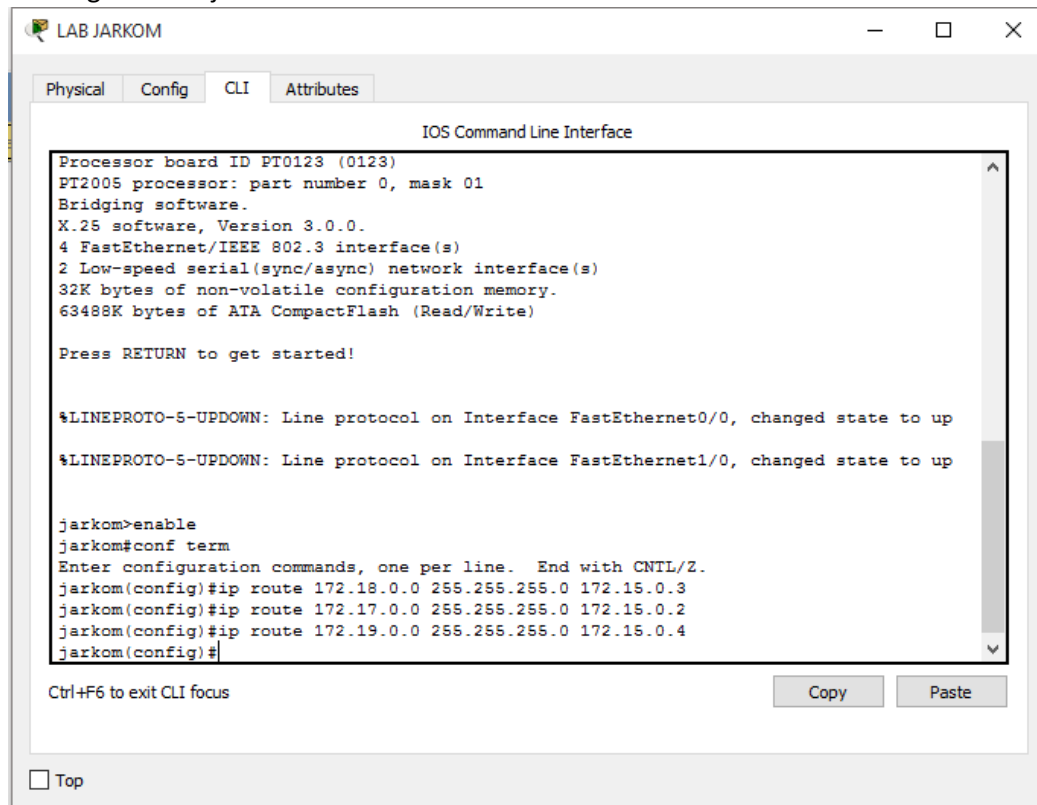 LAB JARKOM
Physical Config CLI Attributes
IOS Command Line Interface
Processor board ID PT0123 (0123)
PT2005 processor: part number 0, mask 01
Bridging software.
X.25 software, Version 3.0.0.
4 FastEthernet/IEEE 802.3 interface(s)
2 Low-speed serial(sync/async) network interface(s)
32K bytes of non-volatile configuration memory.
63488K bytes of ATA CompactFlash (Read/Write)
Press RETURN to get started!
%LINEPROTO-5-UPDOWN: Line protocol on Interface FastEthernet0/0, changed state to up
%LINEPROTO-5-UPDOWN: Line protocol on Interface FastEthernet1/0, changed state to up
jarkom>enable
jarkom#conf term
Enter configuration commands, one per line. End with CNTL/Z.
jarkom(config)#ip route 172.18.0.0 255.255.255.0 172.15.0.3
jarkom(config)#ip route 172.17.0.0 255.255.255.0 172.15.0.2
jarkom(config)#ip route 172.19.0.0 255.255.255.0 172.15.0.4
jarkom(config)#
Ctrl+F6 to exit CLI focus
Copy Paste
Top